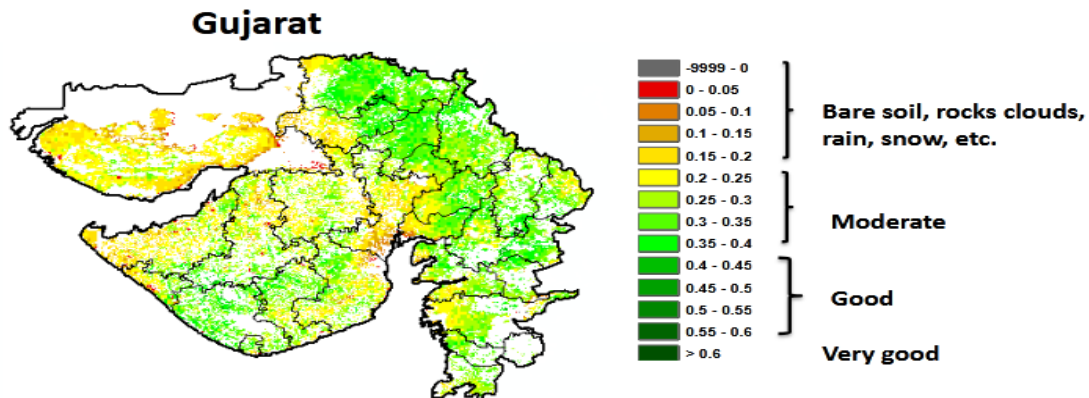 Gujarat
-9999 - 0
0 - 0.05
0.05 - 0.1
0.1 - 0.15
0.15 - 0.2
0.2 - 0.25
0.25 - 0.3
0.3 - 0.35
0.35 - 0.4
0.4 - 0.45
0.45 - 0.5
0.5 - 0.55
0.55 - 0.6
> 0.6
Bare soil, rocks clouds,
rain, snow, etc.
Moderate
Good
Very good